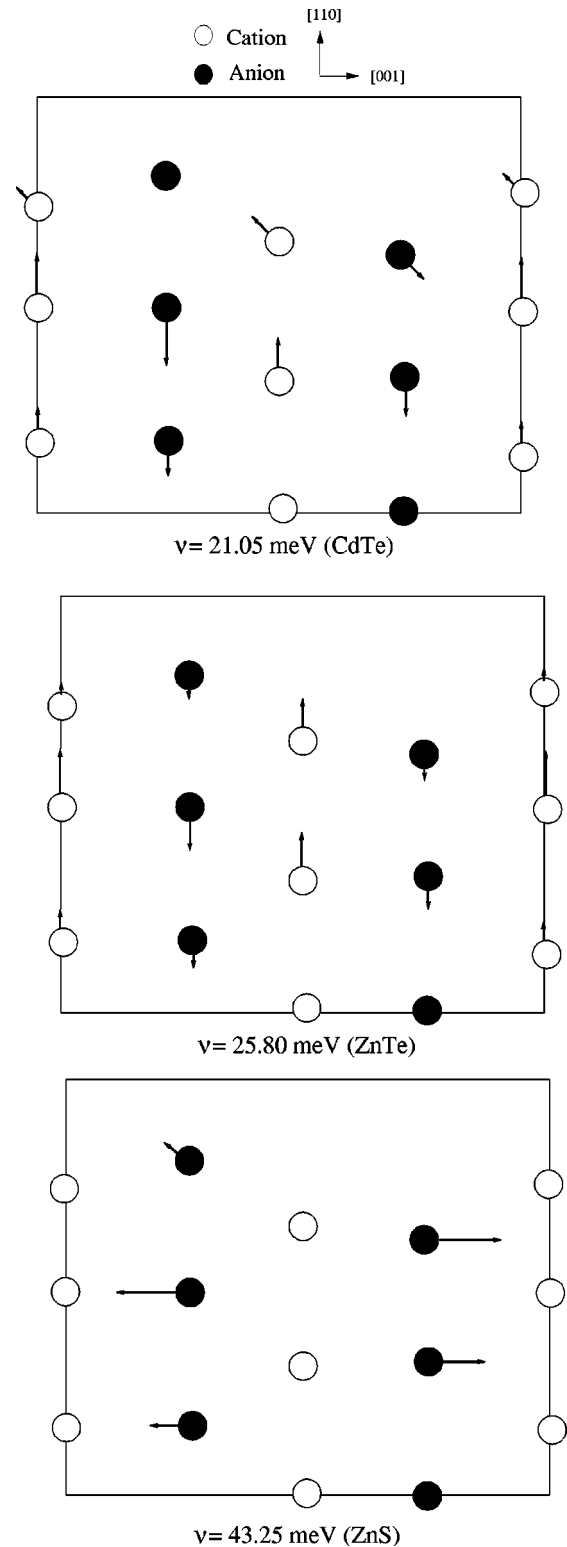 [110]
Cation
Anion
[001]
ν= 21.05 meV (CdTe)
ν= 25.80 meV (ZnTe)
ν= 43.25 meV (ZnS)